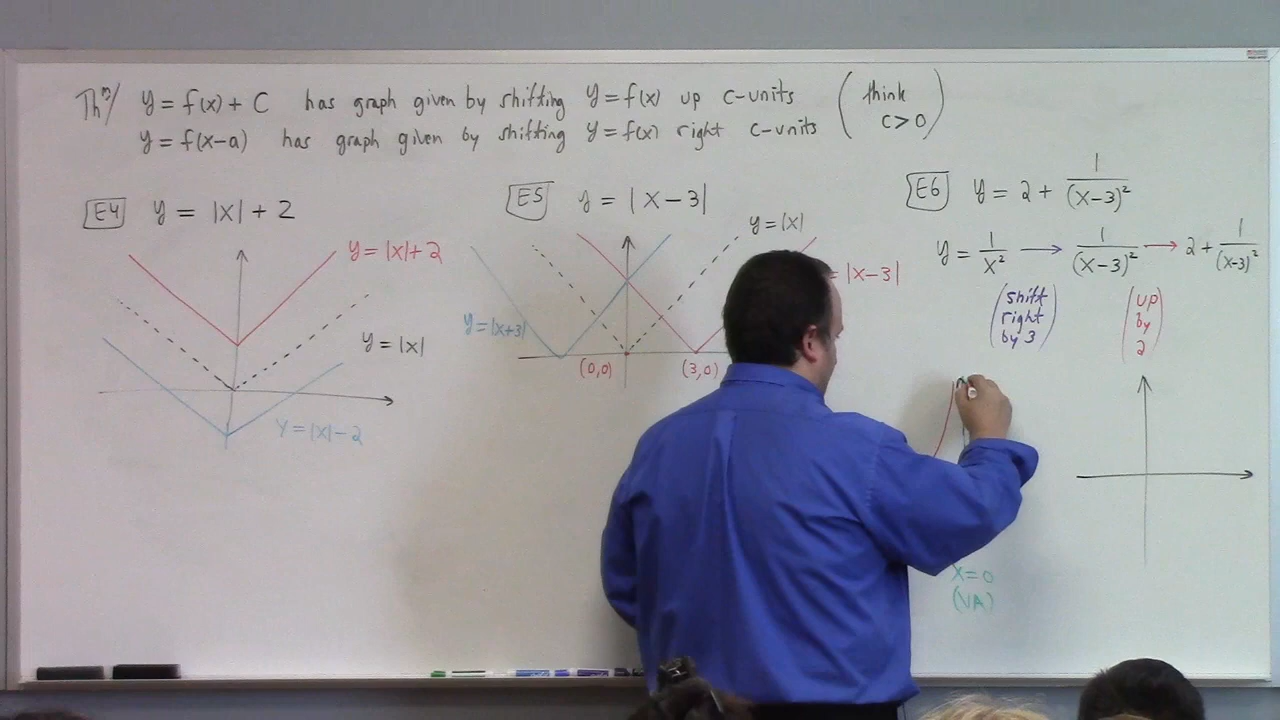 Thᵐ/ y = f(x) + C has graph given by shifting y = f(x) up c-units (think c > 0)
y = f(x-a) has graph given by shifting y = f(x) right c-units
E4 y = |x| + 2
y = |x| + 2
y = |x|
y = |x| - 2
E5 y = |x - 3|
y = |x|
= |x-3|
y = |x+3|
(0,0) (3,0)
E6 y = 2 + 1/(x-3)²
y = 1/x² → 1/(x-3)² → 2 + 1/(x-3)²
(shift right by 3)
(up by 2)
x = 0
(VA)